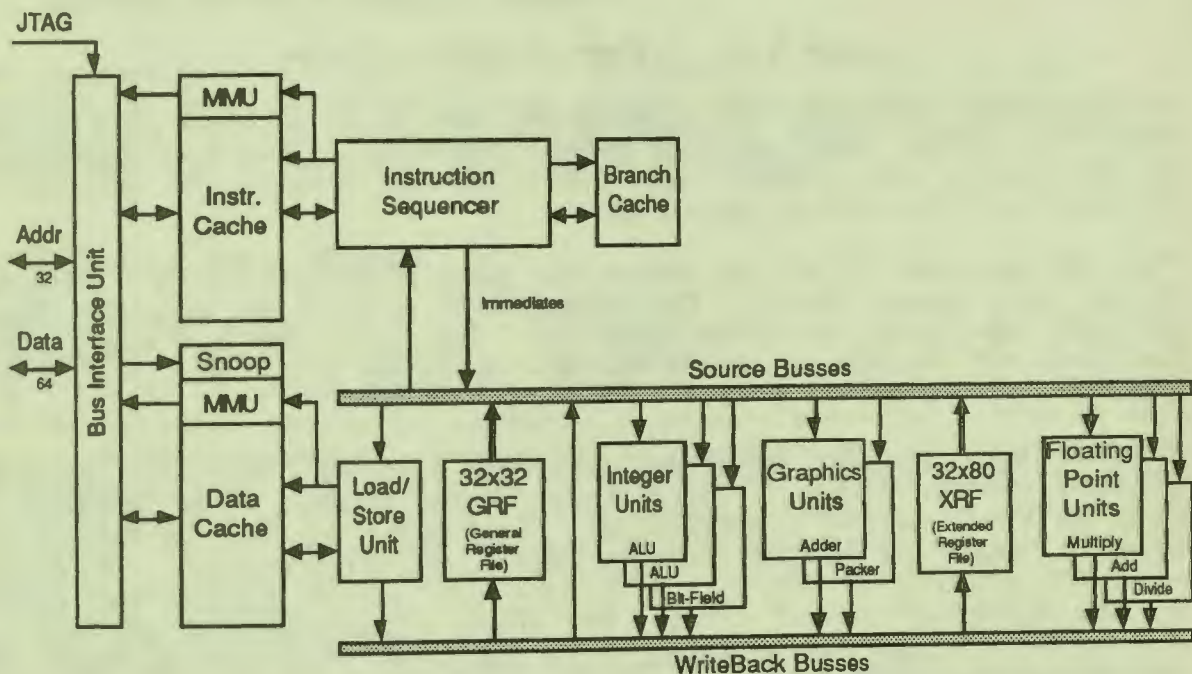 JTAG
MMU
Instr.
Cache
Instruction
Sequencer
Branch
Cache
Addr
32
Data
64
Bus Interface Unit
Immediates
Snoop
MMU
Data
Cache
Source Busses
Load/
Store
Unit
32x32
GRF
(General
Register
File)
Integer
Units
ALU
ALU
Bit-Field
Graphics
Units
Adder
Packer
32x80
XRF
(Extended
Register
File)
Floating
Point
Units
Multiply
Add
Divide
WriteBack Busses